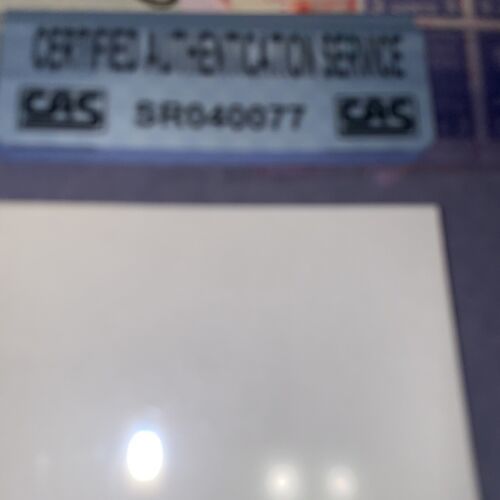 CERTIFIED AUTHENTICATION SERVICE
CAS SR040077 CAS